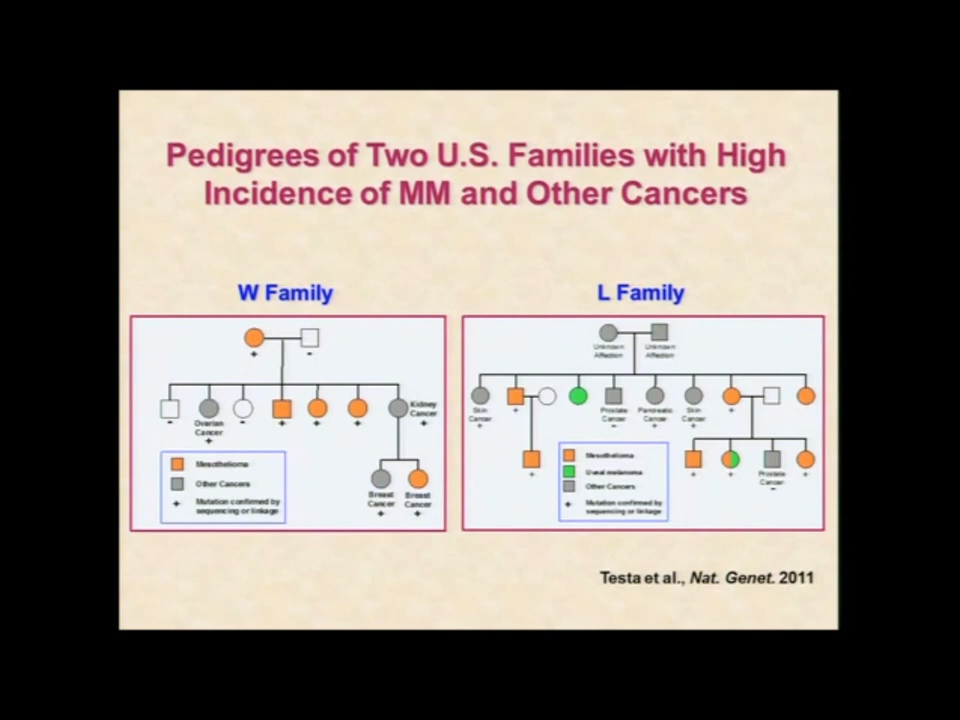 Pedigrees of Two U.S. Families with High
Incidence of MM and Other Cancers
W Family
+
-
-
Ovarian
Cancer
+
-
+
+
+
Kidney
Cancer
+
Breast
Cancer
+
Breast
Cancer
+
Mesothelioma
Other Cancers
+ Mutation confirmed by
sequencing or linkage
L Family
Unknown
Affection
Unknown
Affection
Skin
Cancer
+
+
Prostate
Cancer
-
Pancreatic
Cancer
+
Skin
Cancer
+
+
+
+
+
Prostate
Cancer
-
+
Mesothelioma
Uveal melanoma
Other Cancers
+ Mutation confirmed by
sequencing or linkage
Testa et al., Nat. Genet. 2011